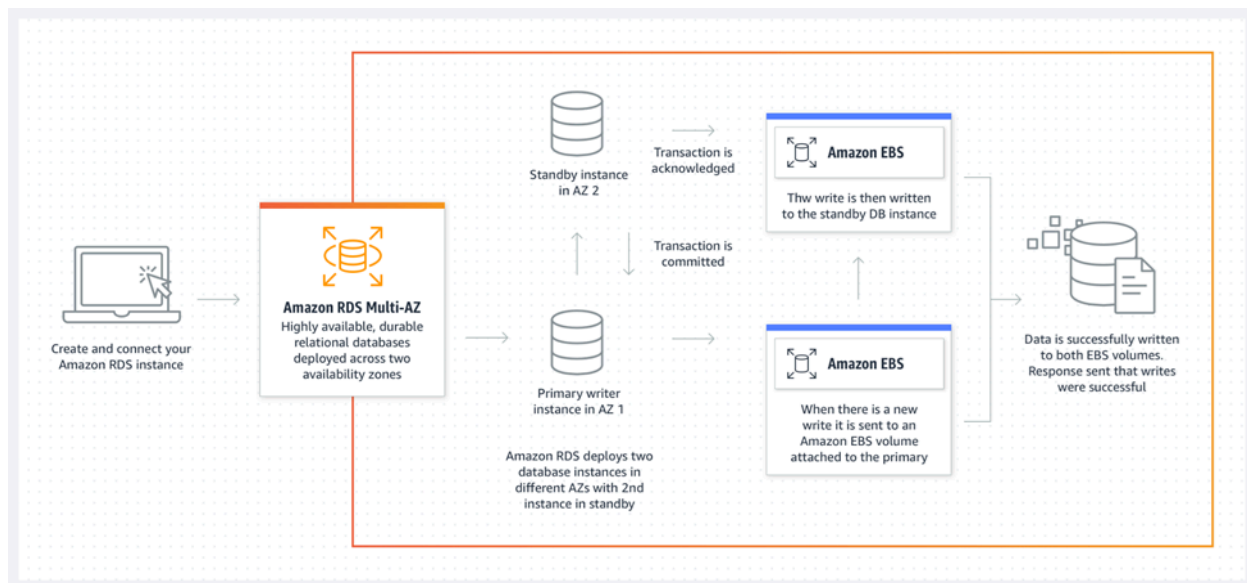 Create and connect your
Amazon RDS instance
Amazon RDS Multi-AZ
Highly available, durable
relational databases
deployed across two
availability zones
Standby instance
in AZ 2
Transaction is
acknowledged
Transaction is
committed
Primary writer
instance in AZ 1
Amazon RDS deploys two
database instances in
different AZs with 2nd
instance in standby
Amazon EBS
Thw write is then written
to the standby DB instance
Amazon EBS
When there is a new
write it is sent to an
Amazon EBS volume
attached to the primary
Data is successfully written
to both EBS volumes.
Response sent that writes
were successful